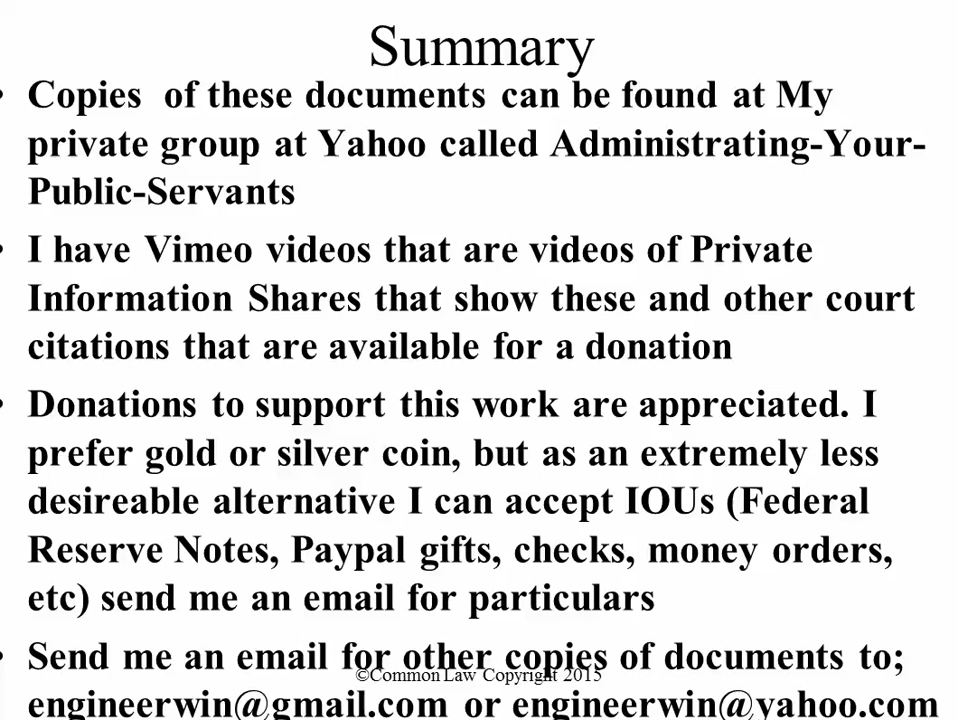 Summary
• Copies of these documents can be found at My
private group at Yahoo called Administrating-Your-
Public-Servants
• I have Vimeo videos that are videos of Private
Information Shares that show these and other court
citations that are available for a donation
• Donations to support this work are appreciated. I
prefer gold or silver coin, but as an extremely less
desireable alternative I can accept IOUs (Federal
Reserve Notes, Paypal gifts, checks, money orders,
etc) send me an email for particulars
• Send me an email for other copies of documents to;
©Common Law Copyright 2015
engineerwin@gmail.com or engineerwin@yahoo.com